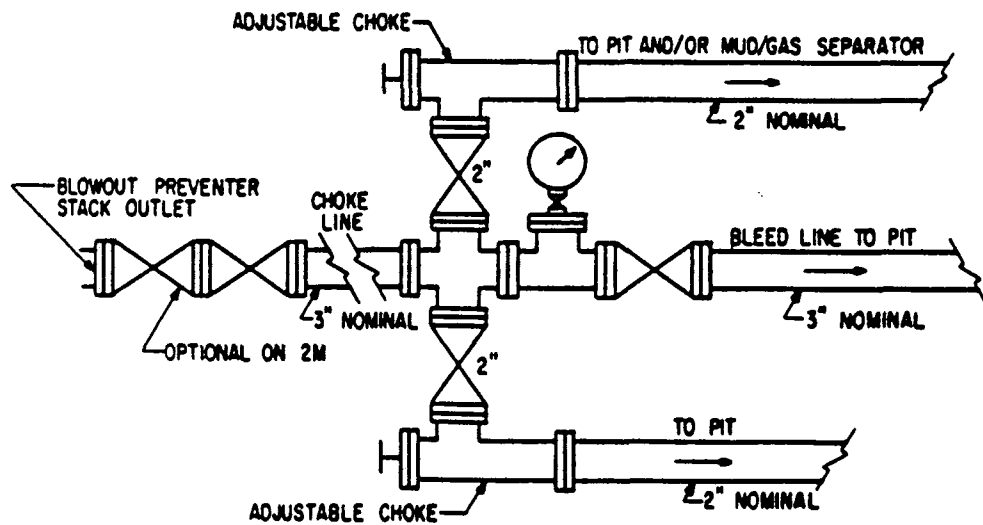 ADJUSTABLE CHOKE
TO PIT AND/OR MUD/GAS SEPARATOR
2" NOMINAL
2"
BLOWOUT PREVENTER
STACK OUTLET
CHOKE
LINE
BLEED LINE TO PIT
3" NOMINAL
3" NOMINAL
OPTIONAL ON 2M
2"
TO PIT
2" NOMINAL
ADJUSTABLE CHOKE